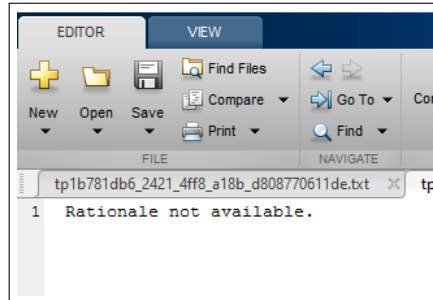 EDITOR VIEW
New
Open
Save
Find Files
Compare
Print
Go To
Find
FILE
NAVIGATE
tp1b781db6_2421_4ff8_a18b_d808770611de.txt
1 Rationale not available.